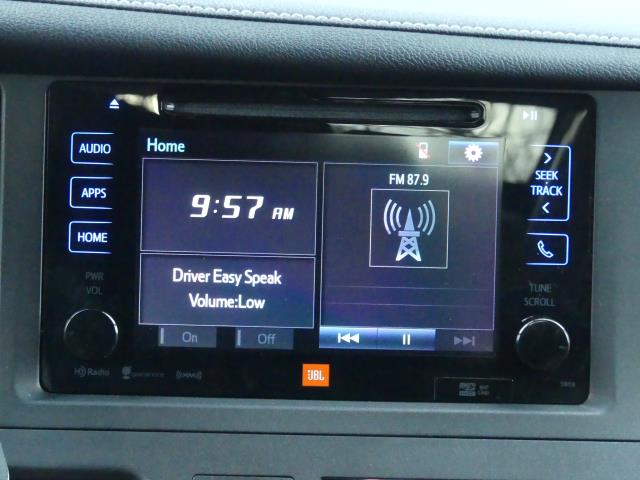 AUDIO
APPS
HOME
PWR
VOL
HD Radio
Home
9:57 AM
Driver Easy Speak
Volume:Low
On
Off
FM 87.9
SEEK
TRACK
TUNE
SCROLL
JBL